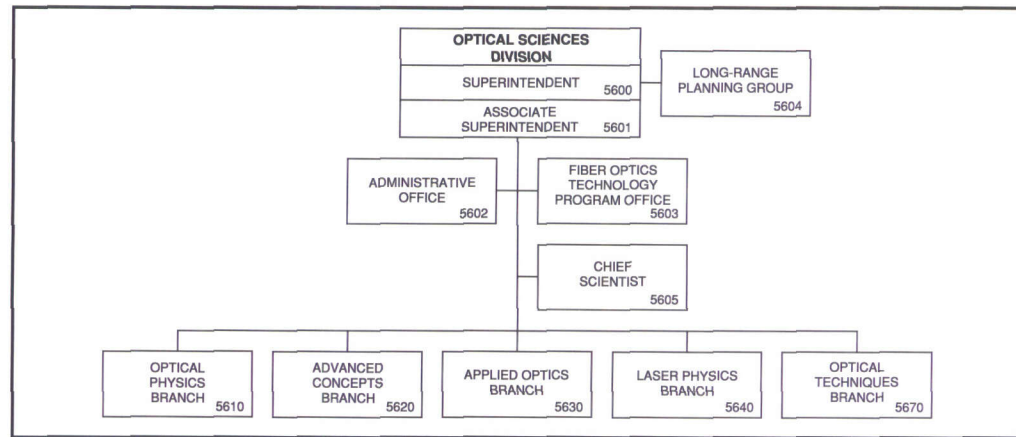 OPTICAL SCIENCES
DIVISION
SUPERINTENDENT
5600
ASSOCIATE
SUPERINTENDENT
5601
LONG-RANGE
PLANNING GROUP
5604
ADMINISTRATIVE
OFFICE
5602
FIBER OPTICS
TECHNOLOGY
PROGRAM OFFICE
5603
CHIEF
SCIENTIST
5605
OPTICAL
PHYSICS
BRANCH
5610
ADVANCED
CONCEPTS
BRANCH
5620
APPLIED OPTICS
BRANCH
5630
LASER PHYSICS
BRANCH
5640
OPTICAL
TECHNIQUES
BRANCH
5670